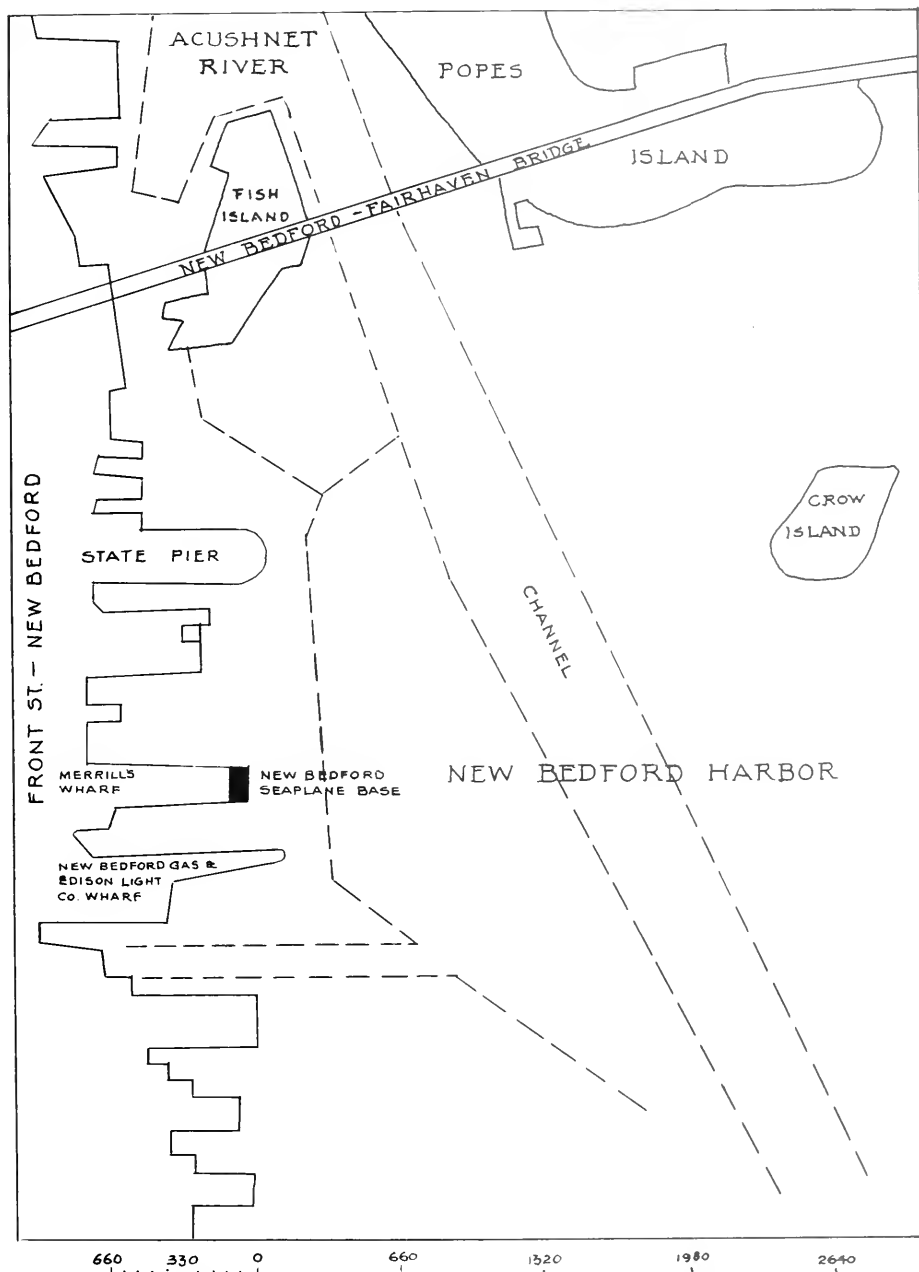 ACUSHNET
RIVER
POPES
ISLAND
FISH
ISLAND
NEW BEDFORD - FAIRHAVEN BRIDGE
CROW
ISLAND
FRONT ST. - NEW BEDFORD
STATE PIER
CHANNEL
MERRILL'S
WHARF
NEW BEDFORD
SEAPLANE BASE
NEW BEDFORD HARBOR
NEW BEDFORD GAS &
EDISON LIGHT
CO. WHARF
660 330 0 660 1320 1980 2640